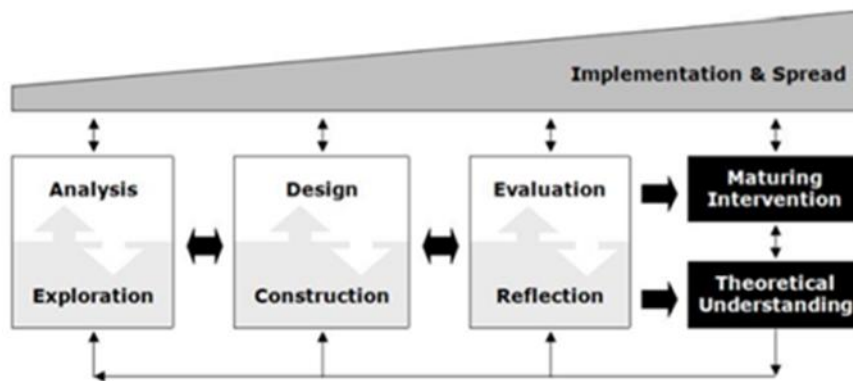 Implementation & Spread
Analysis
Exploration
Design
Construction
Evaluation
Reflection
Maturing
Intervention
Theoretical
Understanding